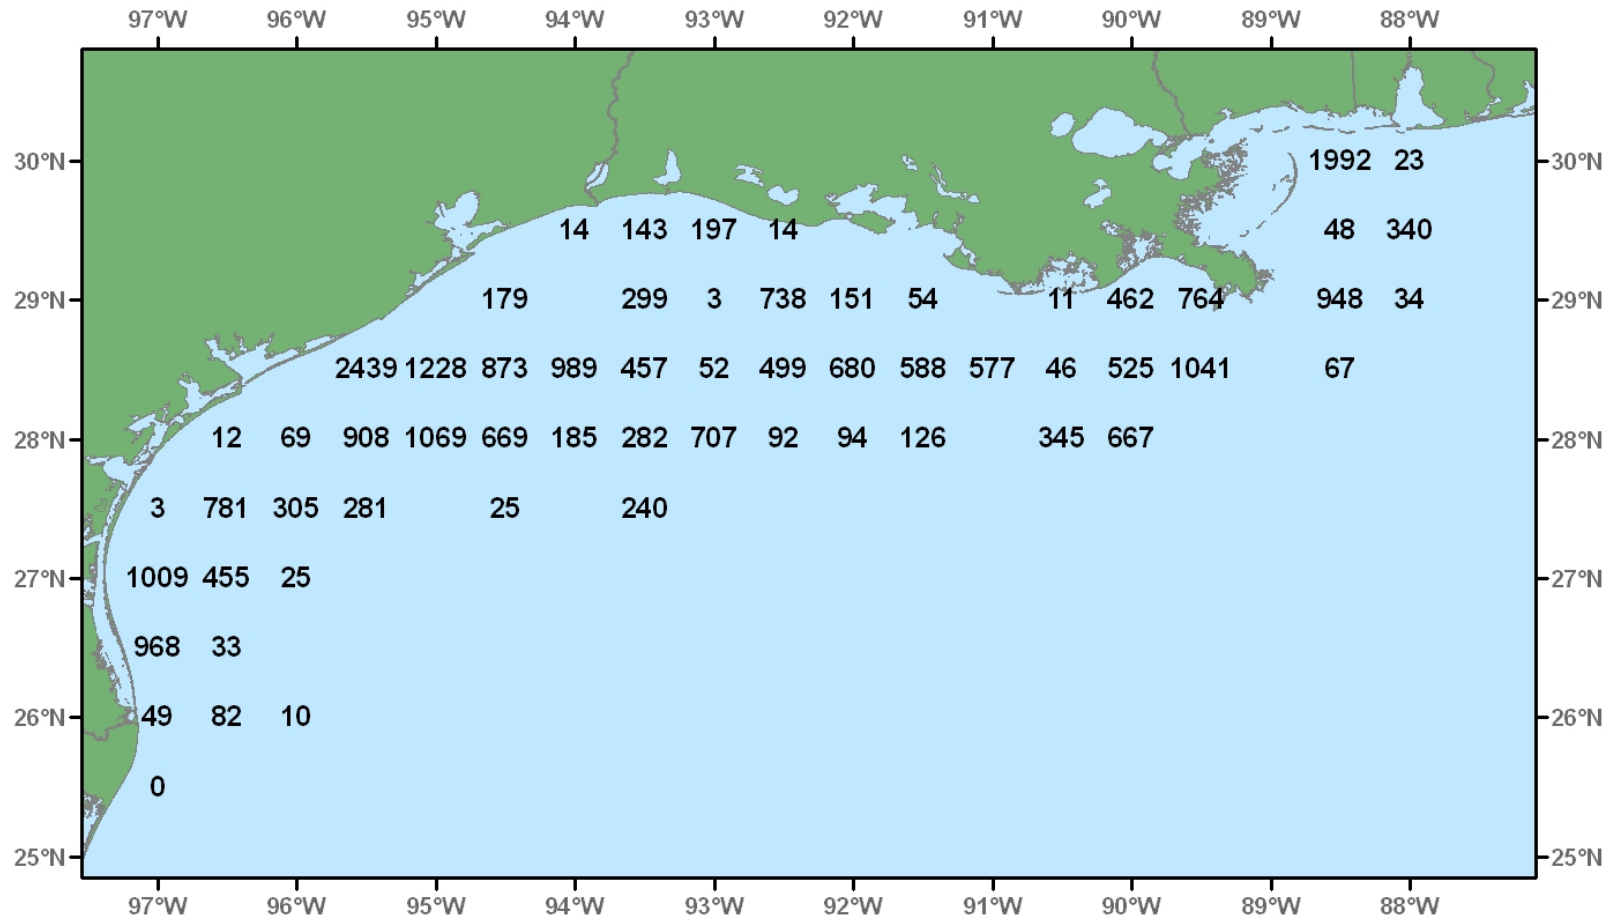 97°W 96°W 95°W 94°W 93°W 92°W 91°W 90°W 89°W 88°W
30°N 1992 23 30°N
14 143 197 14 48 340
29°N 179 299 3 738 151 54 11 462 764 948 34 29°N
2439 1228 873 989 457 52 499 680 588 577 46 525 1041 67
28°N 12 69 908 1069 669 185 282 707 92 94 126 345 667 28°N
3 781 305 281 25 240
27°N 1009 455 25 27°N
968 33
26°N 49 82 10 26°N
0
25°N 25°N
97°W 96°W 95°W 94°W 93°W 92°W 91°W 90°W 89°W 88°W